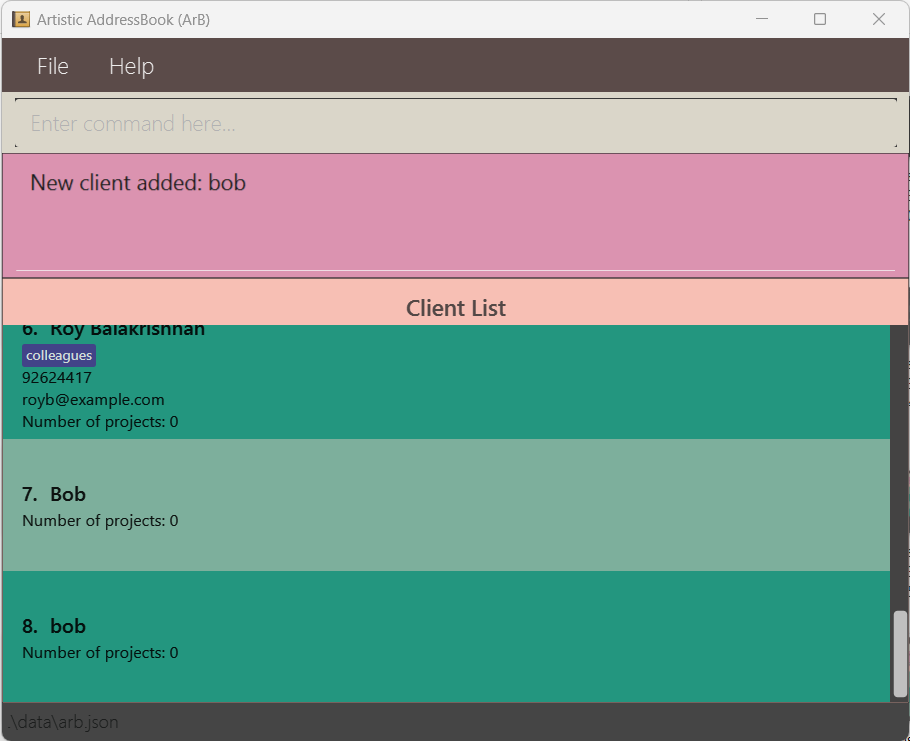 Artistic AddressBook (ArB)
File Help
Enter command here...
New client added: bob
Client List
6. Roy Balakrishnan
colleagues
92624417
royb@example.com
Number of projects: 0
7. Bob
Number of projects: 0
8. bob
Number of projects: 0
.\data\arb.json